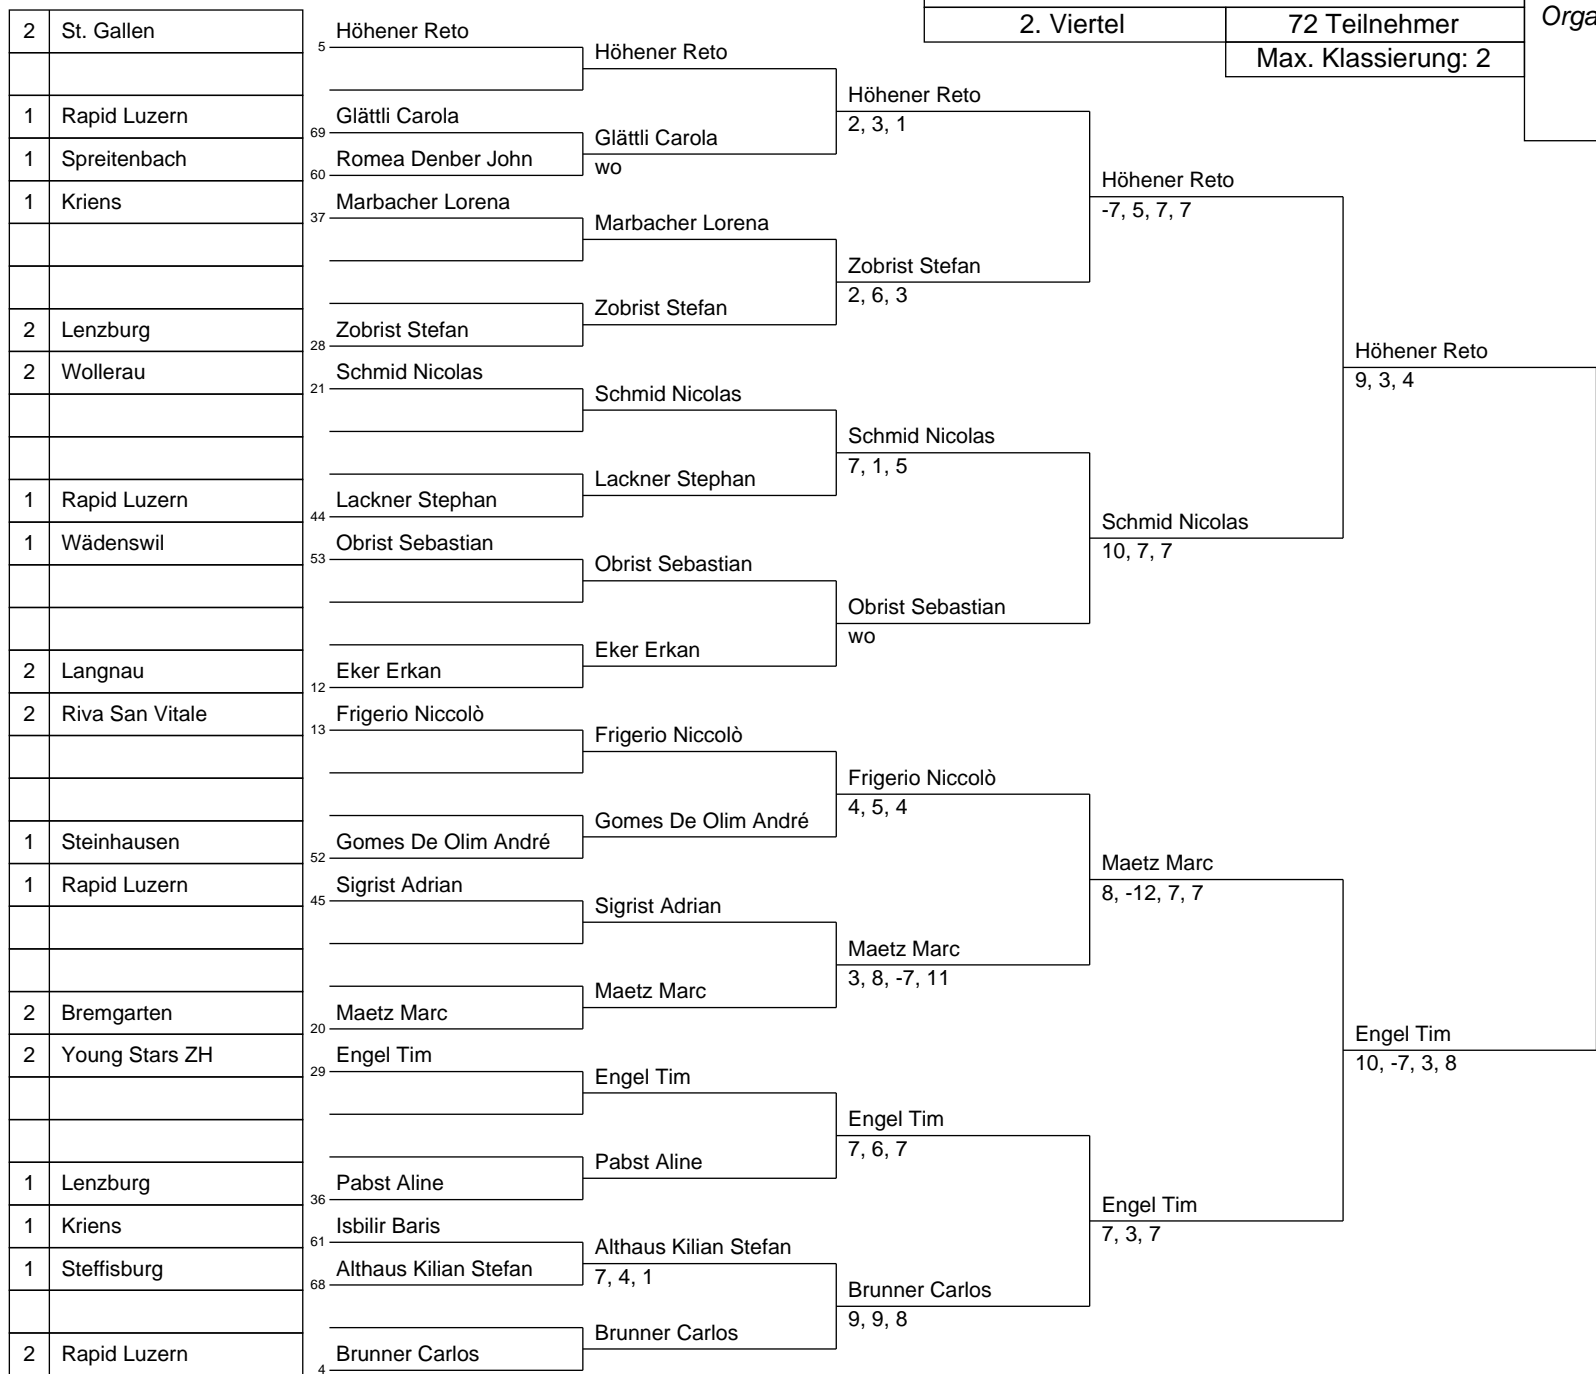 2. Viertel 72 Teilnehmer Orga
Max. Klassierung: 2
2 St. Gallen 5 Höhener Reto
Höhener Reto
Höhener Reto
2, 3, 1
1 Rapid Luzern 69 Glättli Carola
Glättli Carola
wo
1 Spreitenbach 60 Romea Denber John
Höhener Reto
-7, 5, 7, 7
1 Kriens 37 Marbacher Lorena
Marbacher Lorena
Zobrist Stefan
2, 6, 3
Zobrist Stefan
2 Lenzburg 28 Zobrist Stefan
Höhener Reto
9, 3, 4
2 Wollerau 21 Schmid Nicolas
Schmid Nicolas
Schmid Nicolas
7, 1, 5
Lackner Stephan
1 Rapid Luzern 44 Lackner Stephan
Schmid Nicolas
10, 7, 7
1 Wädenswil 53 Obrist Sebastian
Obrist Sebastian
Obrist Sebastian
wo
Eker Erkan
2 Langnau 12 Eker Erkan
2 Riva San Vitale 13 Frigerio Niccolò
Frigerio Niccolò
Frigerio Niccolò
4, 5, 4
Gomes De Olim André
1 Steinhausen 52 Gomes De Olim André
Maetz Marc
8, -12, 7, 7
1 Rapid Luzern 45 Sigrist Adrian
Sigrist Adrian
Maetz Marc
3, 8, -7, 11
Maetz Marc
2 Bremgarten 20 Maetz Marc
Engel Tim
10, -7, 3, 8
2 Young Stars ZH 29 Engel Tim
Engel Tim
Engel Tim
7, 6, 7
Pabst Aline
1 Lenzburg 36 Pabst Aline
Engel Tim
7, 3, 7
1 Kriens 61 Isbilir Baris
Althaus Kilian Stefan
7, 4, 1
1 Steffisburg 68 Althaus Kilian Stefan
Brunner Carlos
9, 9, 8
Brunner Carlos
2 Rapid Luzern 4 Brunner Carlos